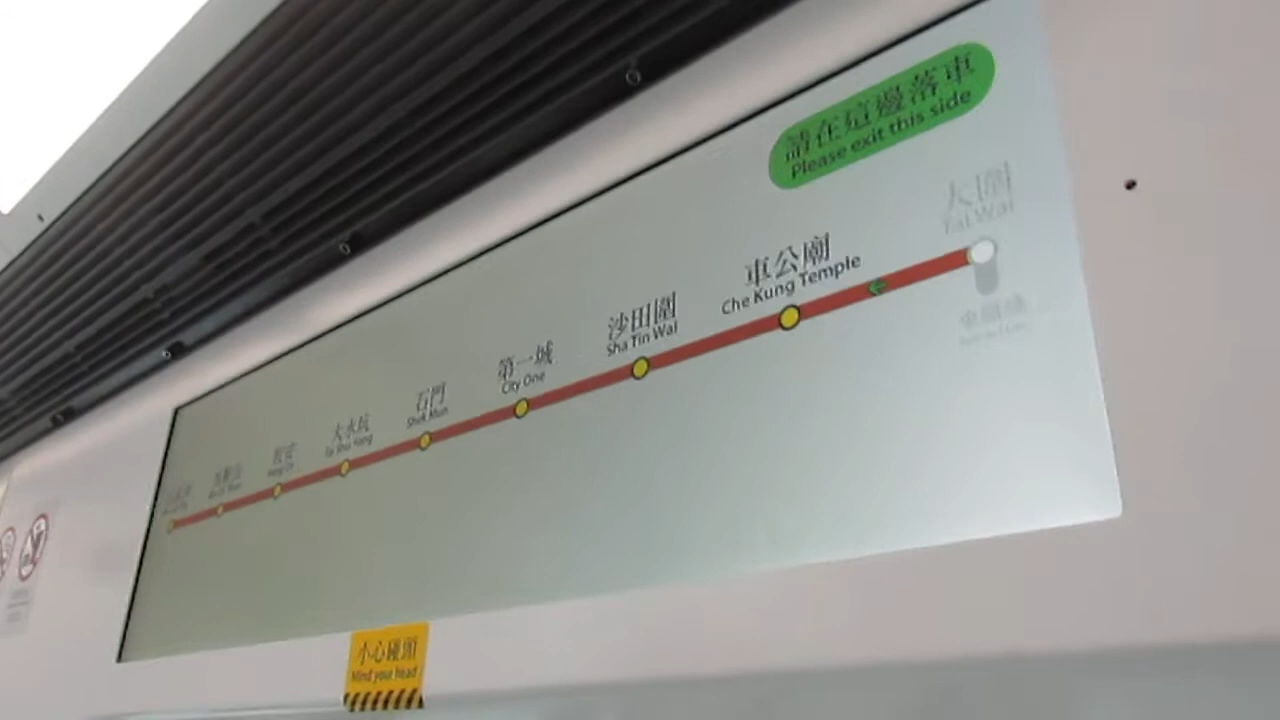 請在這邊落車
Please exit this side
大圍
Tai Wai
車公廟
Che Kung Temple
沙田圍
Sha Tin Wai
第一城
City One
石門
Shek Mun
大水坑
Tai Shui Hang
恆安
Heng On
小心碰頭
Mind your head